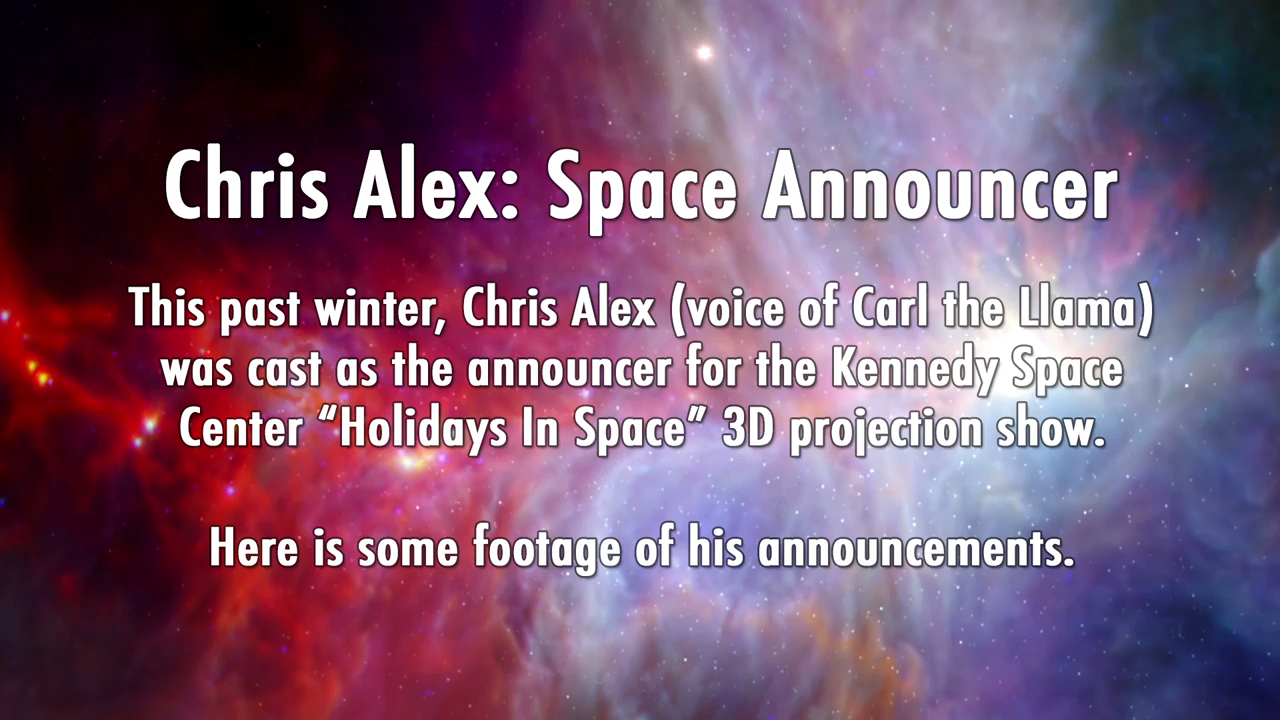 Chris Alex: Space Announcer
This past winter, Chris Alex (voice of Carl the Llama)
was cast as the announcer for the Kennedy Space
Center “Holidays In Space” 3D projection show.
Here is some footage of his announcements.